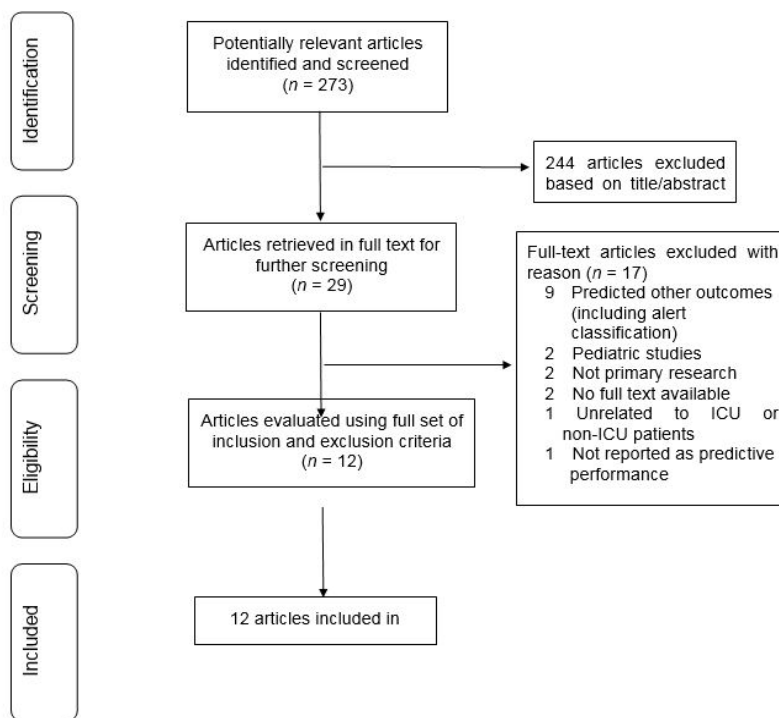 Identification
Potentially relevant articles
identified and screened
(n = 273)
244 articles excluded
based on title/abstract
Screening
Articles retrieved in full text for
further screening
(n = 29)
Full-text articles excluded with
reason (n = 17)
9 Predicted other outcomes
(including alert
classification)
2 Pediatric studies
2 Not primary research
2 No full text available
1 Unrelated to ICU or
non-ICU patients
1 Not reported as predictive
performance
Eligibility
Articles evaluated using full set of
inclusion and exclusion criteria
(n = 12)
Included
12 articles included in